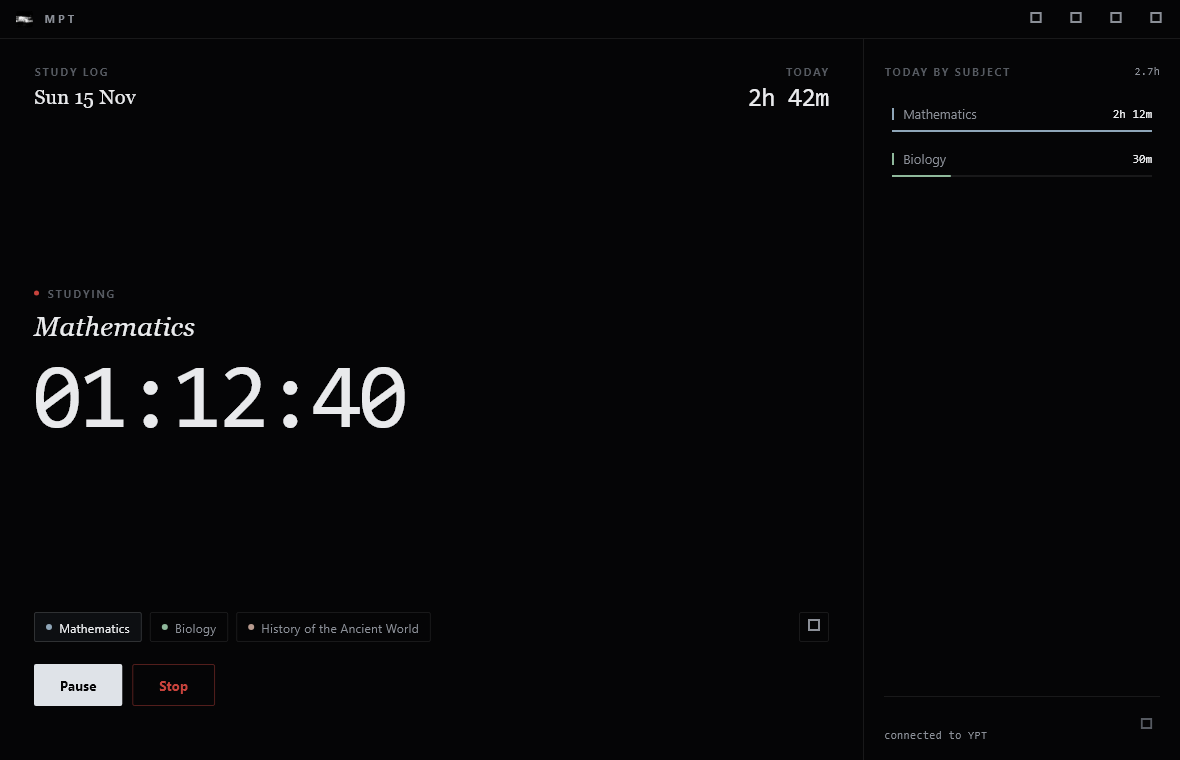 MPT
STUDY LOG
Sun 15 Nov
TODAY
2h 42m
STUDYING
Mathematics
01:12:40
Mathematics
Biology
History of the Ancient World
Pause
Stop
TODAY BY SUBJECT
2.7h
Mathematics
2h 12m
Biology
30m
connected to YPT